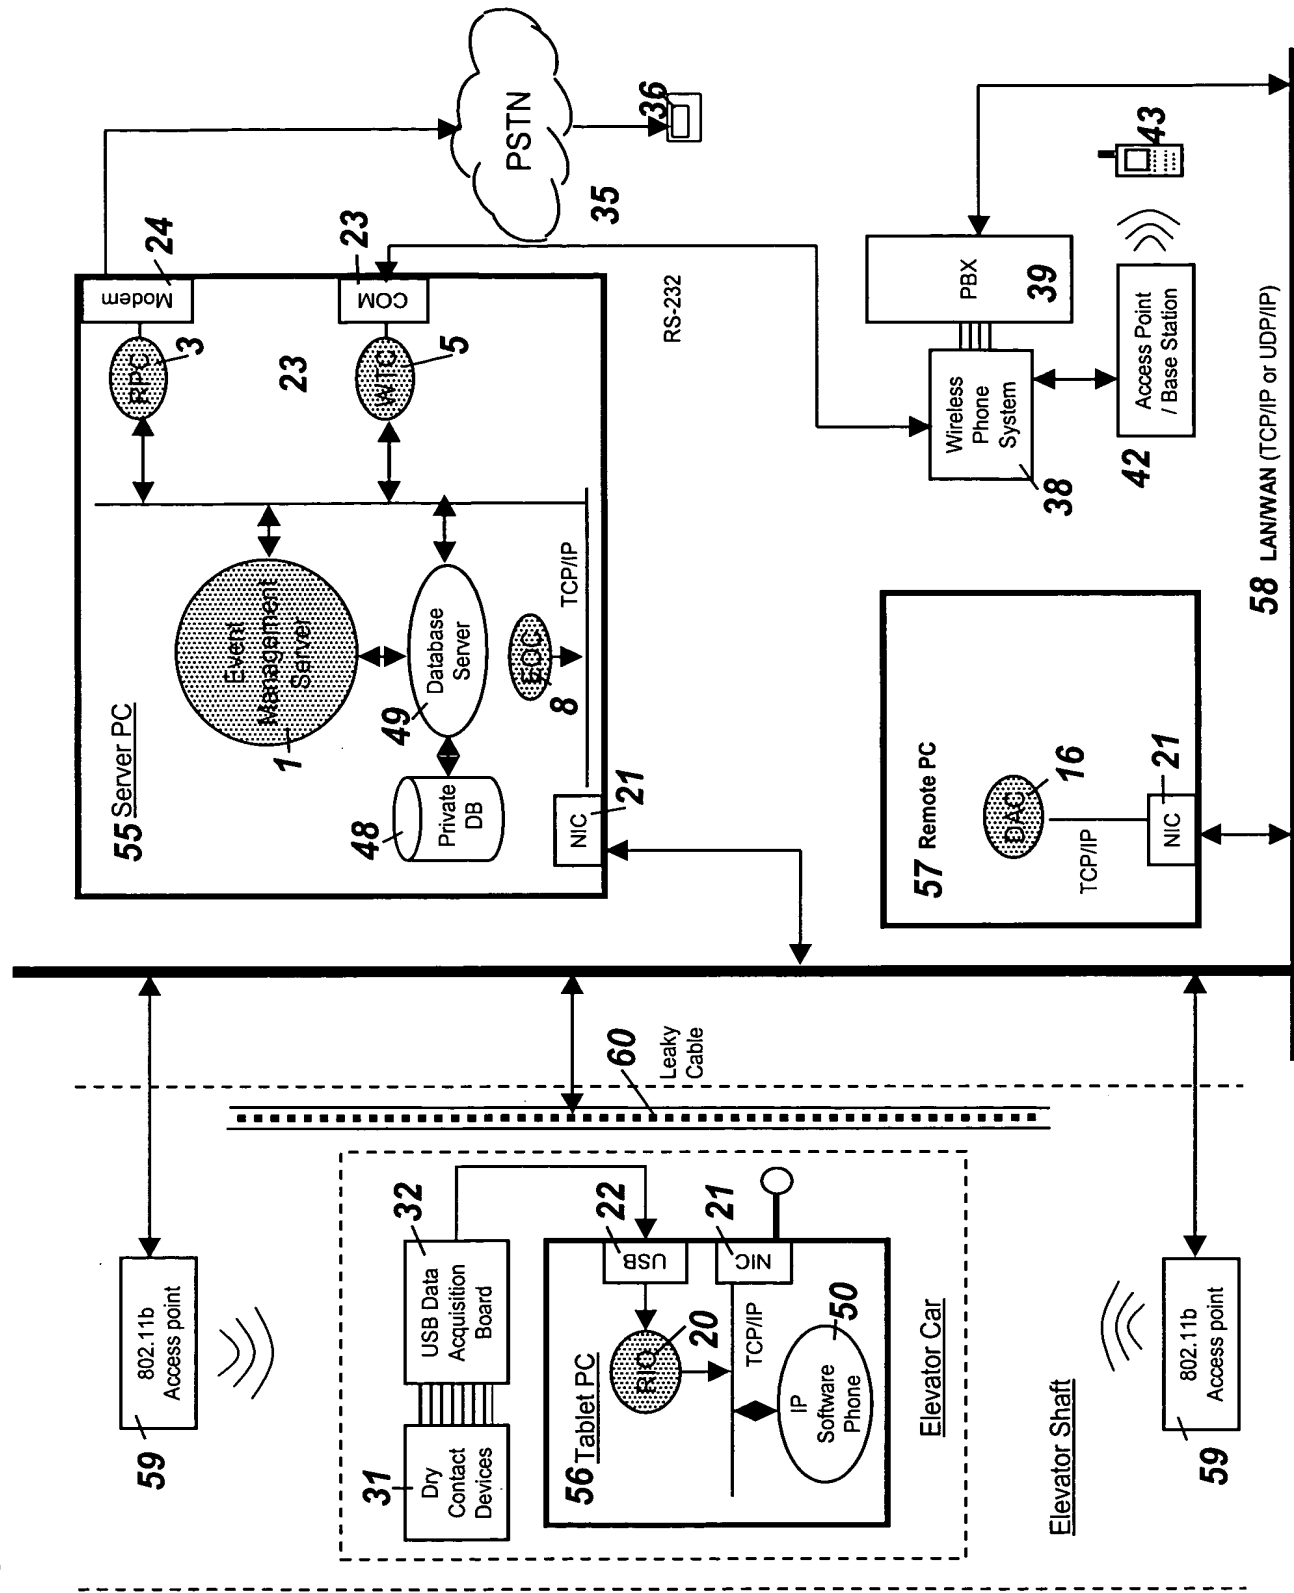 59
802.11b
Access point
Elevator Shaft
Elevator Car
31
Dry
Contact
Devices
32
USB Data
Acquisition
Board
56 Tablet PC
IP
Software
Phone
50
RIC
20
TCP/IP
USB
22
NIC
21
59
802.11b
Access point
60
Leaky
Cable
55 Server PC
1
Event
Management
Server
48
Private
DB
49
Database
Server
EOC
8
TCP/IP
NIC
21
RPC
3
Modem
24
23
WTC
5
COM
23
RS-232
PSTN
35
36
57 Remote PC
DAC
16
TCP/IP
NIC
21
Wireless
Phone
System
38
PBX
39
42
Access Point
/ Base Station
43
58 LAN/WAN (TCP/IP or UDP/IP)